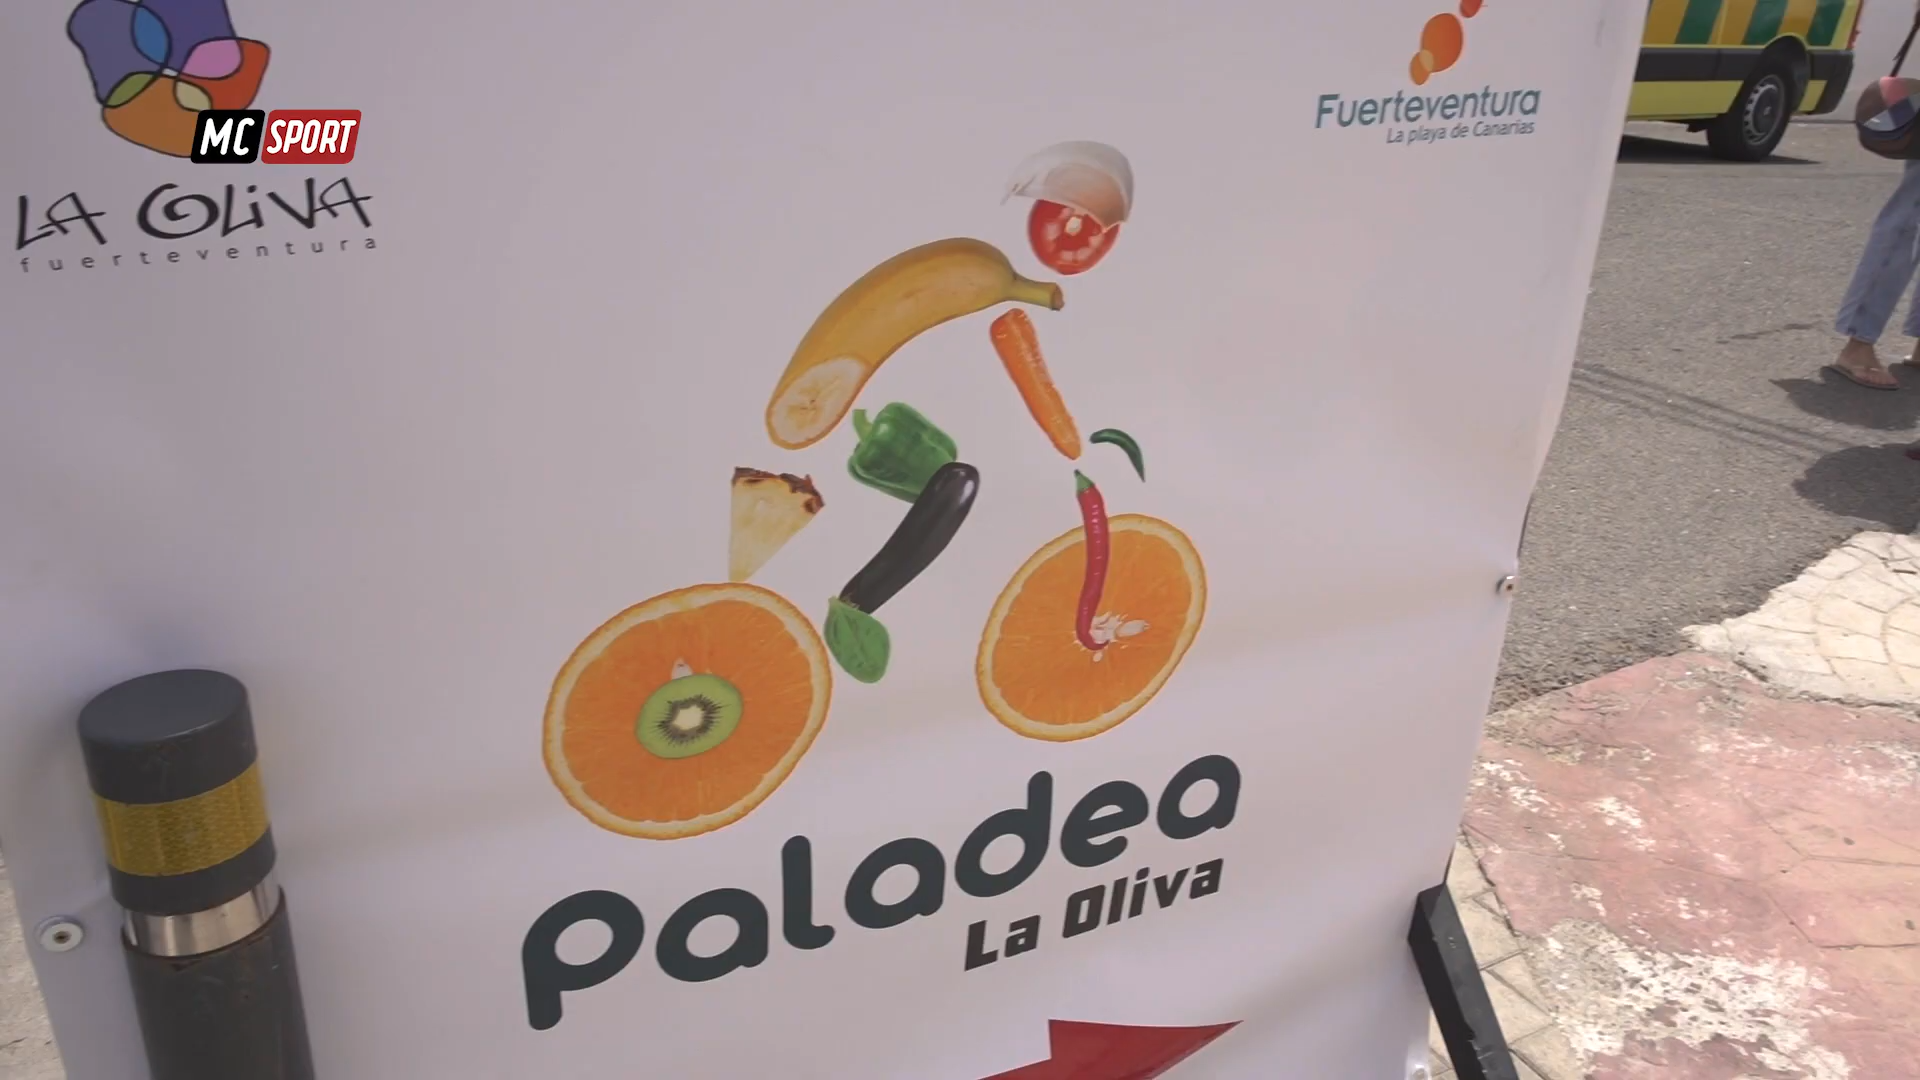 MC SPORT
LA OLiVA
fuerteventura
Fuerteventura
La playa de Canarias
paladea
La Oliva